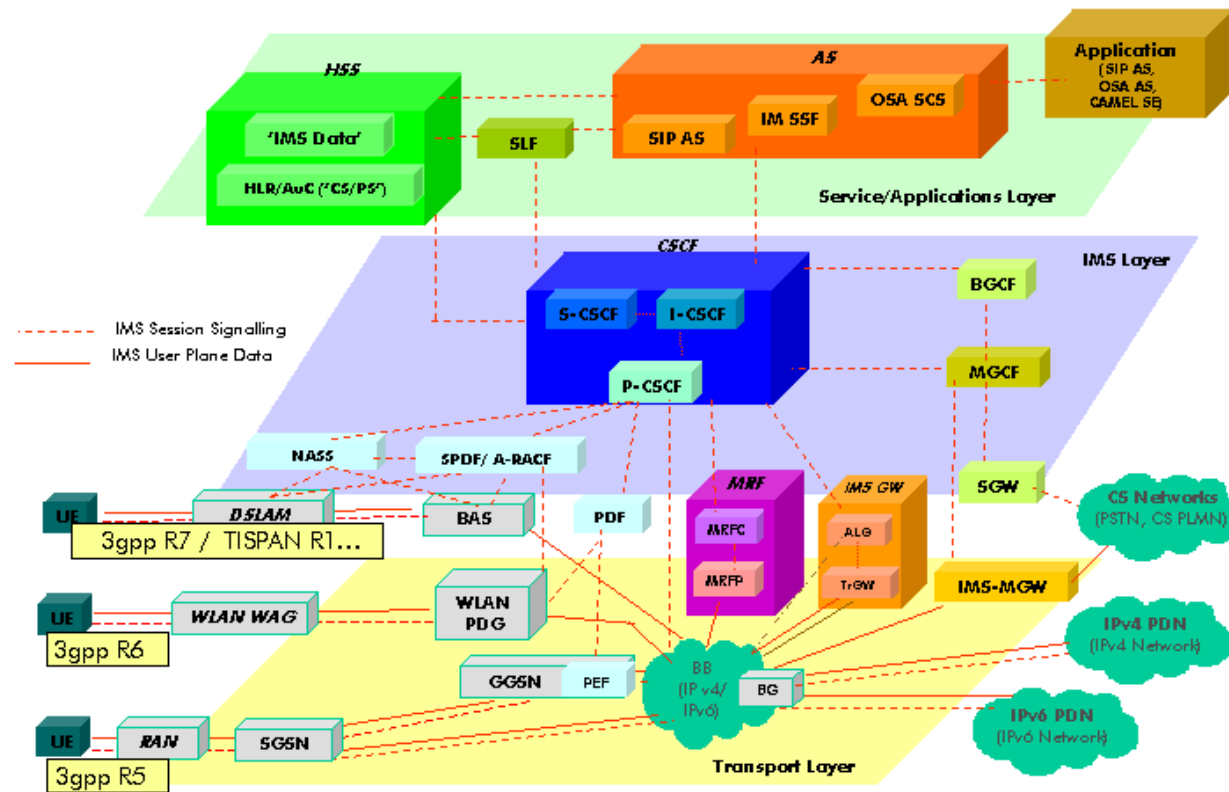 HSS
'IMS Data'
HLR/AuC ('CS/PS')
SLF
AS
SIP AS
IM SSF
OSA SCS
Application
(SIP AS,
OSA AS,
CAMEL SE)
Service/Applications Layer
CSCF
IMS Layer
S-CSCF
I-CSCF
P-CSCF
BGCF
MGCF
IMS Session Signalling
IMS User Plane Data
NASS
SPDF/ A-RACF
SGW
CS Networks
(PSTN, CS PLMN)
UE
DSLAM
BAS
PDF
3gpp R7 / TISPAN R1...
MRF
MRFC
MRFP
IMS GW
ALG
TrGW
IMS-MGW
UE
WLAN WAG
WLAN
PDG
3gpp R6
IPv4 PDN
(IPv4 Network)
GGSN
PEF
BB
(IP v4/
IPv6)
BG
IPv6 PDN
(IPv6 Network)
UE
RAN
SGSN
3gpp R5
Transport Layer